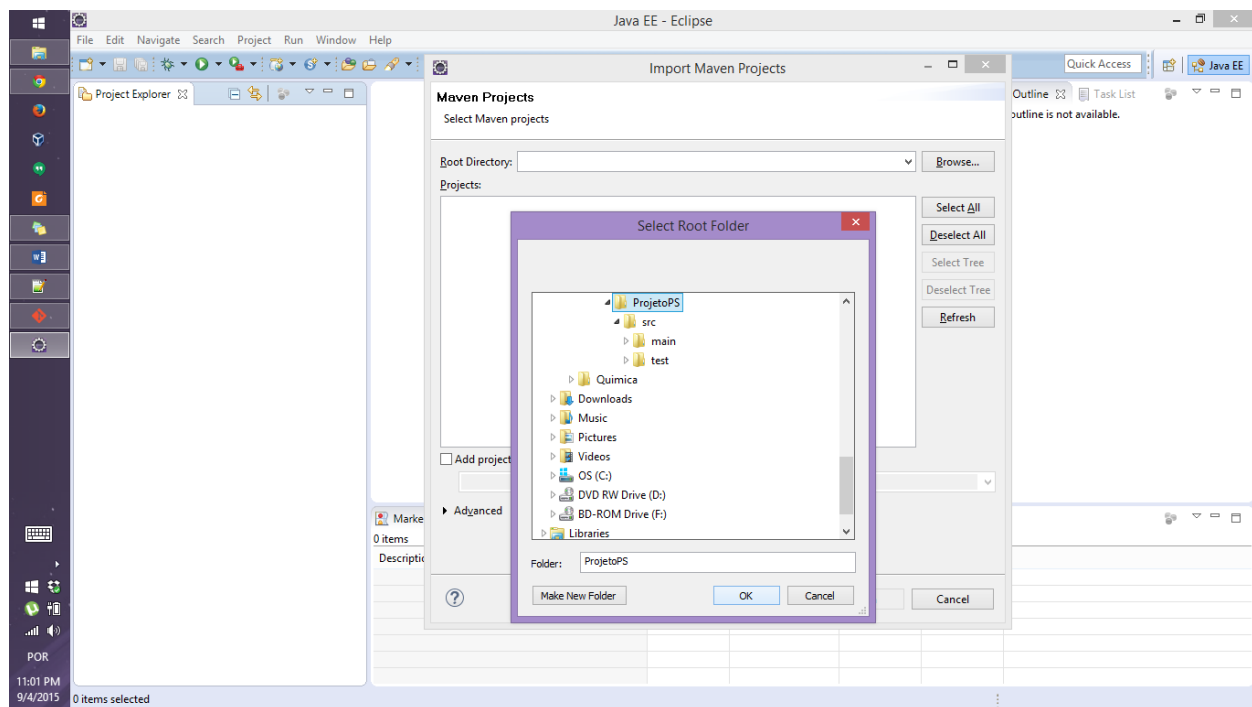 Java EE - Eclipse
File Edit Navigate Search Project Run Window Help
Quick Access
Java EE
Project Explorer
Import Maven Projects
Outline
Task List
outline is not available.
Maven Projects
Select Maven projects
Root Directory:
Browse...
Projects:
Select All
Deselect All
Select Tree
Deselect Tree
Refresh
Select Root Folder
ProjetoPS
src
main
test
Quimica
Downloads
Music
Pictures
Videos
OS (C:)
DVD RW Drive (D:)
BD-ROM Drive (F:)
Libraries
Folder: ProjetoPS
Make New Folder
OK
Cancel
Add project
Advanced
Cancel
Marke
0 items
Descriptio
POR
11:01 PM
9/4/2015
0 items selected